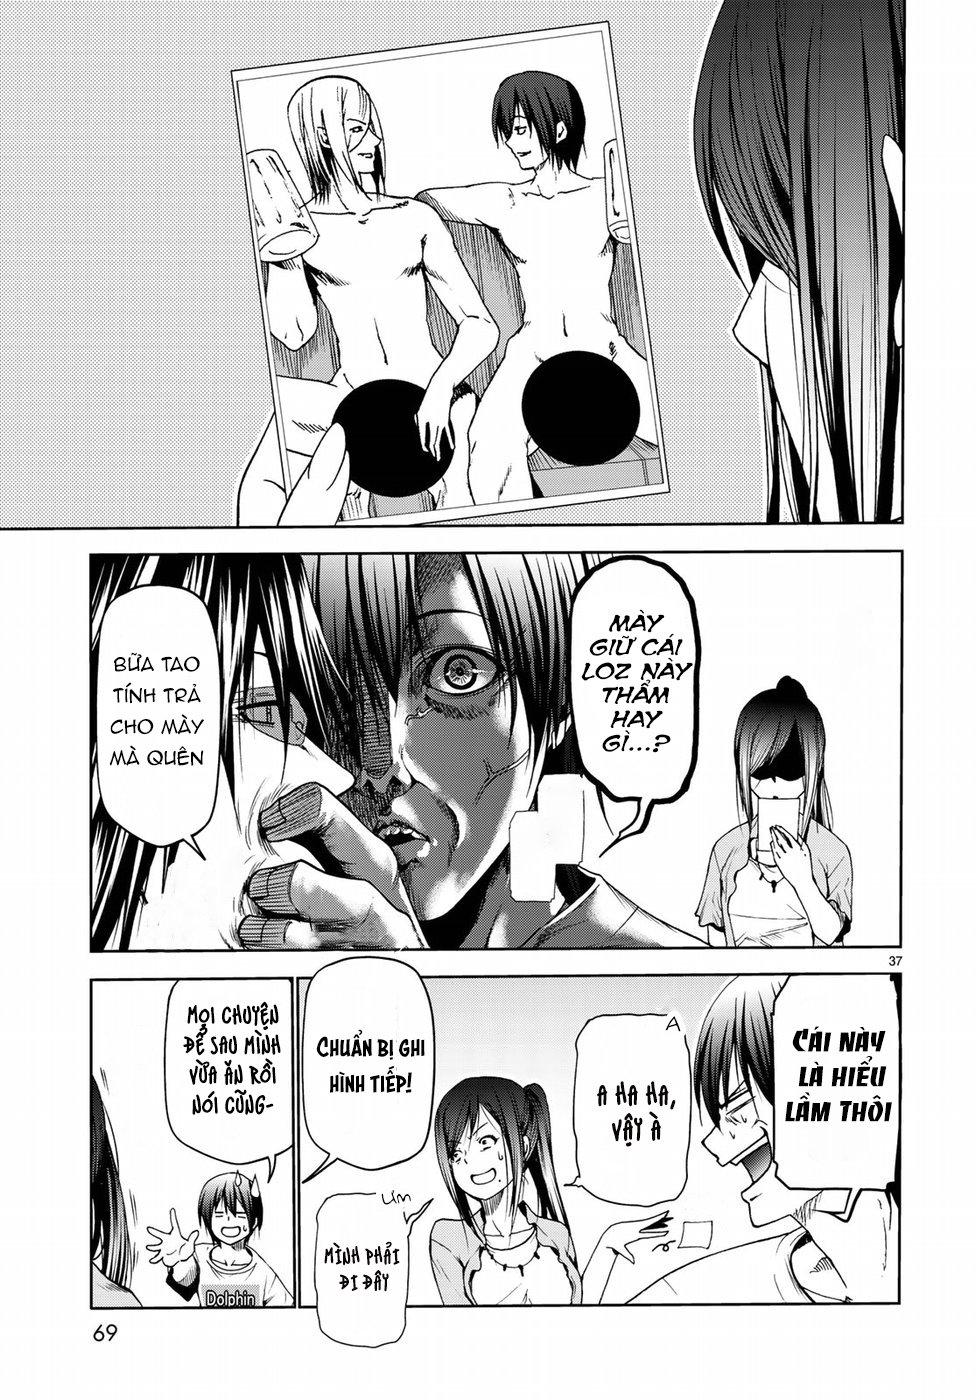 MÀY
GIỮ CÁI
LOZ NÀY
THẨM
HAY
GÌ...?
BỮA TAO
TÍNH TRẢ
CHO MÀY
MÀ QUÊN
37
CÁI NÀY
LÀ HIỂU
LẦM THÔI
A
A HA HA,
VẬY À
CHUẨN BỊ GHI
HÌNH TIẾP!
ƯM
MÌNH PHẢI
ĐI ĐÂY
MỌI CHUYỆN
ĐỂ SAU MÌNH
VỪA ĂN RỒI
NÓI CŨNG-
Dolphin
69